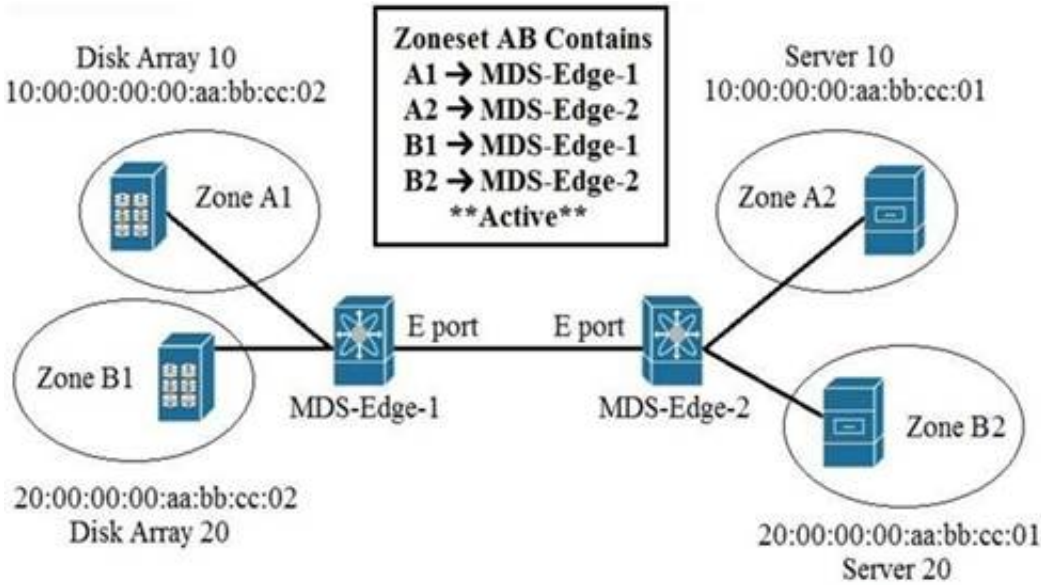 Zoneset AB Contains
A1 → MDS-Edge-1
A2 → MDS-Edge-2
B1 → MDS-Edge-1
B2 → MDS-Edge-2
**Active**
Disk Array 10
10:00:00:00:00:aa:bb:cc:02
Server 10
10:00:00:00:aa:bb:cc:01
Zone A1
Zone A2
E port
E port
Zone B1
MDS-Edge-1
MDS-Edge-2
Zone B2
20:00:00:00:aa:bb:cc:02
Disk Array 20
20:00:00:00:aa:bb:cc:01
Server 20